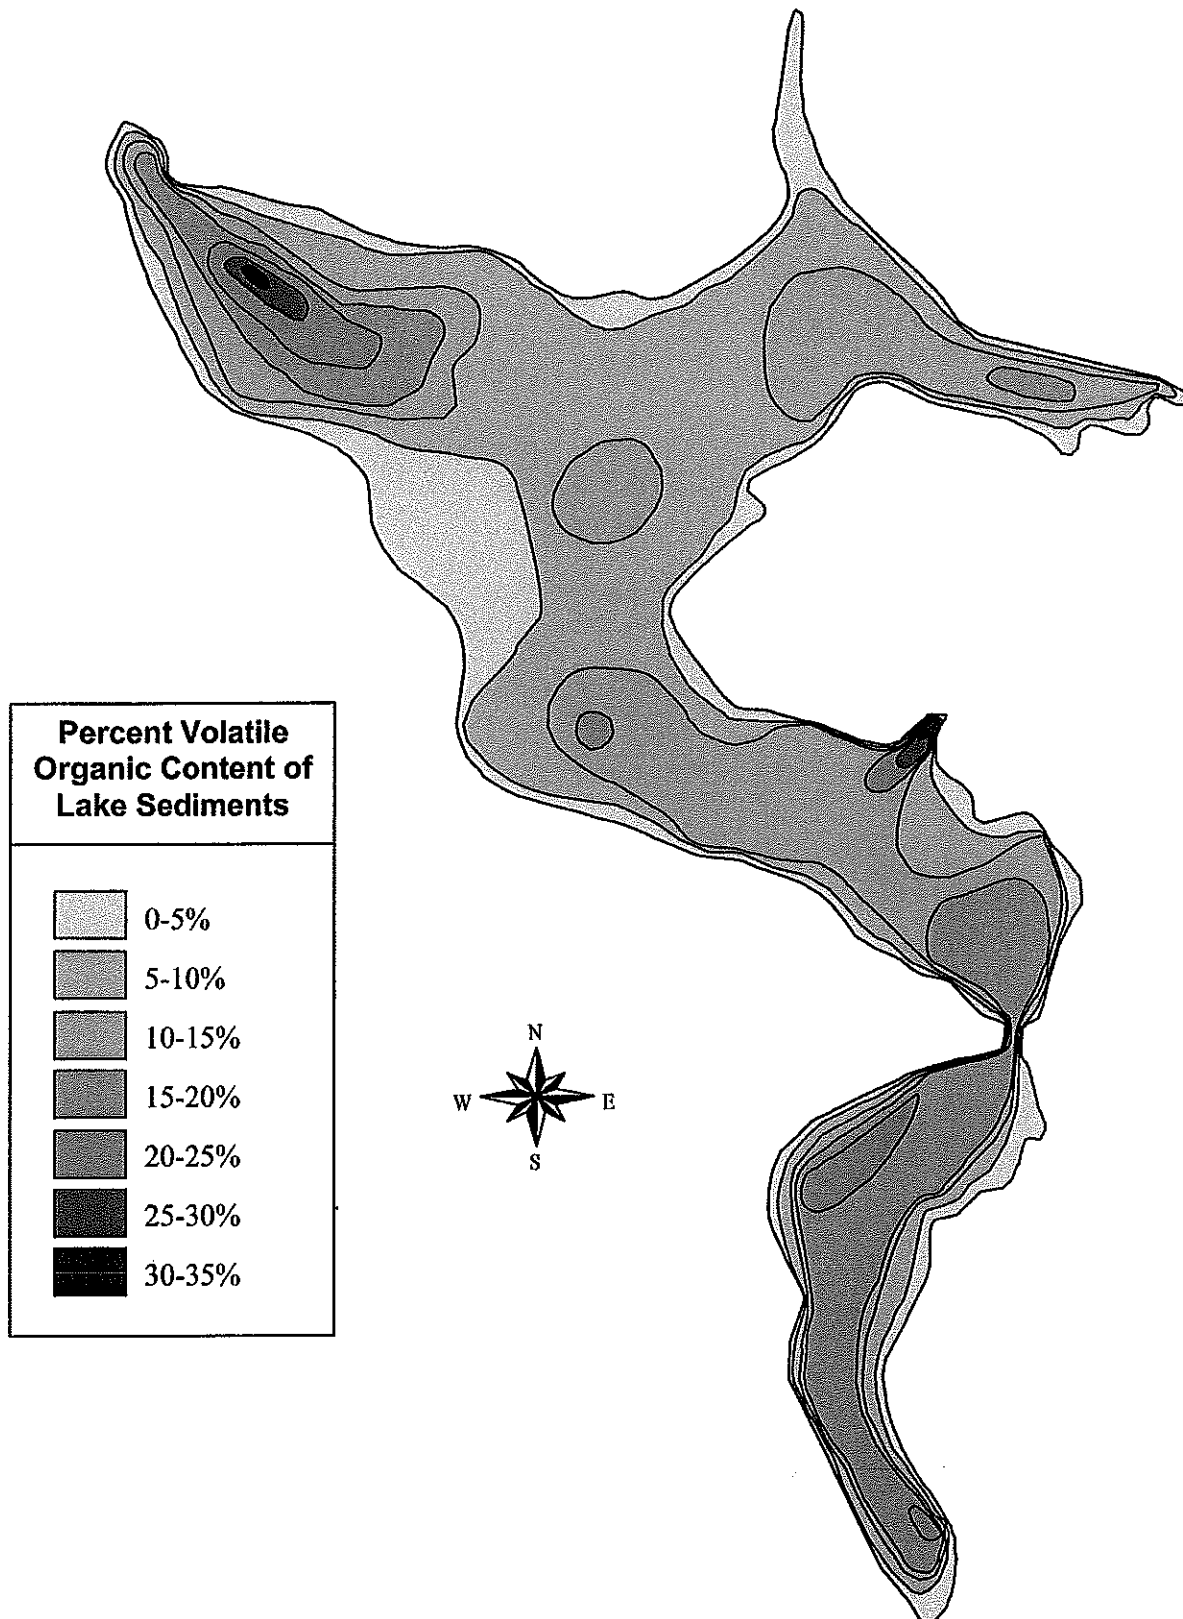 Percent Volatile
Organic Content of
Lake Sediments
0-5%
5-10%
10-15%
15-20%
20-25%
25-30%
30-35%
N
W E
S